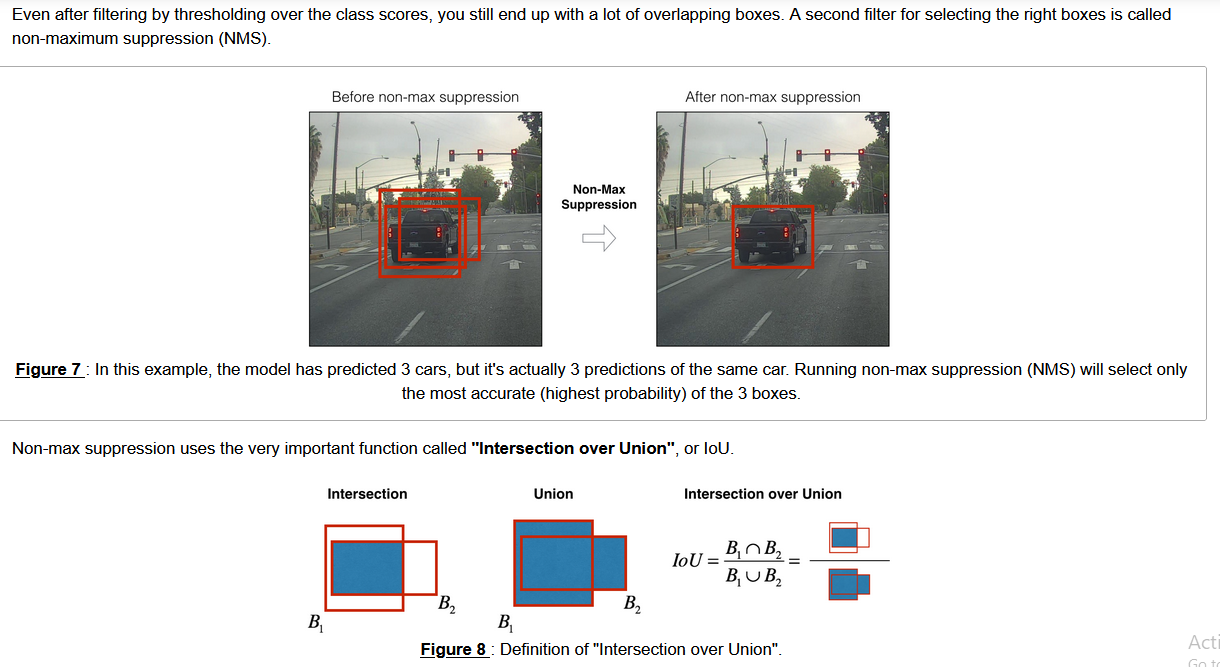 Even after filtering by thresholding over the class scores, you still end up with a lot of overlapping boxes. A second filter for selecting the right boxes is called
non-maximum suppression (NMS).
Before non-max suppression
After non-max suppression
Non-Max
Suppression
Figure 7 : In this example, the model has predicted 3 cars, but it's actually 3 predictions of the same car. Running non-max suppression (NMS) will select only
the most accurate (highest probability) of the 3 boxes.
Non-max suppression uses the very important function called "Intersection over Union", or IoU.
Intersection
Union
Intersection over Union
B₁
B₂
B₁
B₂
IoU = B₁ ∩ B₂ / B₁ ∪ B₂ =
Figure 8 : Definition of "Intersection over Union".
Acti